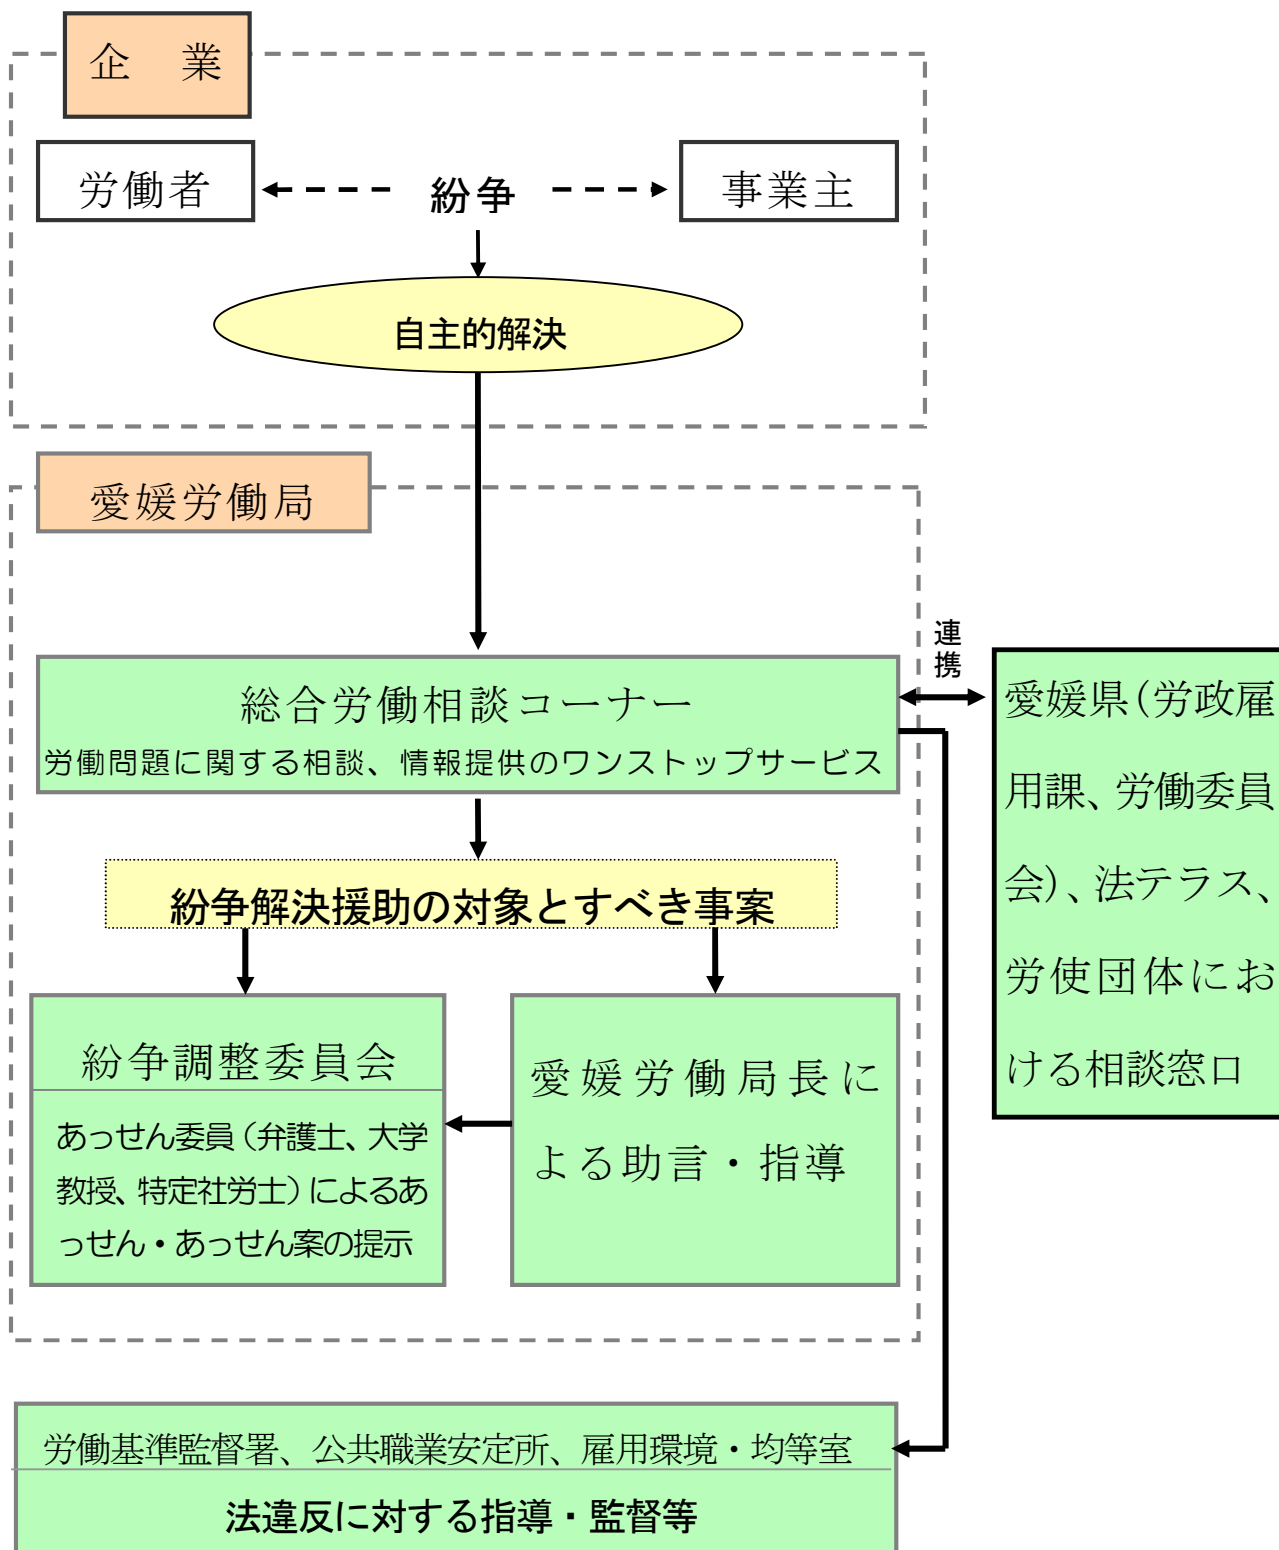 企　業
労働者
紛争
事業主
自主的解決
愛媛労働局
総合労働相談コーナー
労働問題に関する相談、情報提供のワンストップサービス
連
携
愛媛県（労政雇
用課、労働委員
会）、法テラス、
労使団体にお
ける相談窓口
紛争解決援助の対象とすべき事案
紛争調整委員会
あっせん委員（弁護士、大学
教授、特定社労士）によるあ
っせん・あっせん案の提示
愛媛労働局長に
よる助言・指導
労働基準監督署、公共職業安定所、雇用環境・均等室
法違反に対する指導・監督等